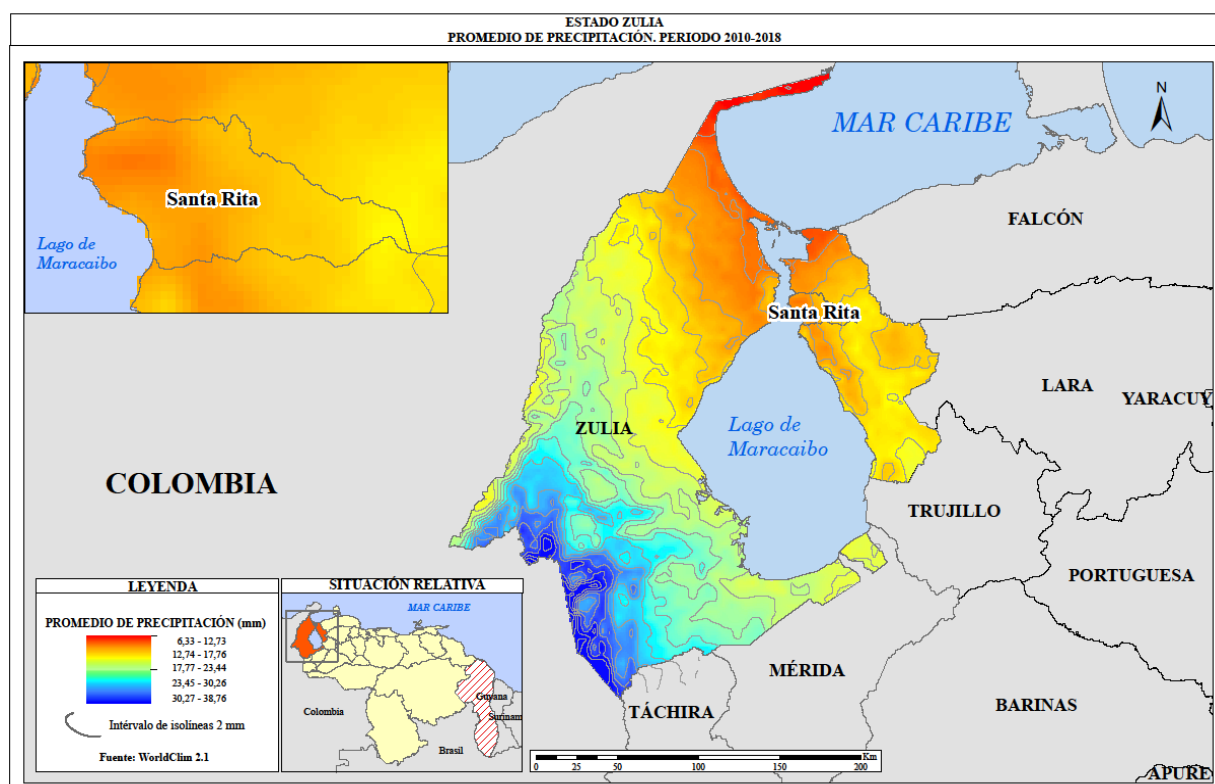 ESTADO ZULIA
PROMEDIO DE PRECIPITACIÓN. PERIODO 2010-2018
Santa Rita
Lago de
Maracaibo
MAR CARIBE
N
FALCÓN
Santa Rita
LARA
YARACUY
ZULIA
Lago de
Maracaibo
COLOMBIA
TRUJILLO
PORTUGUESA
MÉRIDA
BARINAS
TÁCHIRA
APURE
LEYENDA
PROMEDIO DE PRECIPITACIÓN (mm)
6,33 - 12,73
12,74 - 17,76
17,77 - 23,44
23,45 - 30,26
30,27 - 38,76
Intérvalo de isolíneas 2 mm
Fuente: WorldClim 2.1
SITUACIÓN RELATIVA
MAR CARIBE
Colombia
Guyana
Surinam
Brasil
0 25 50 100 150 200
Km